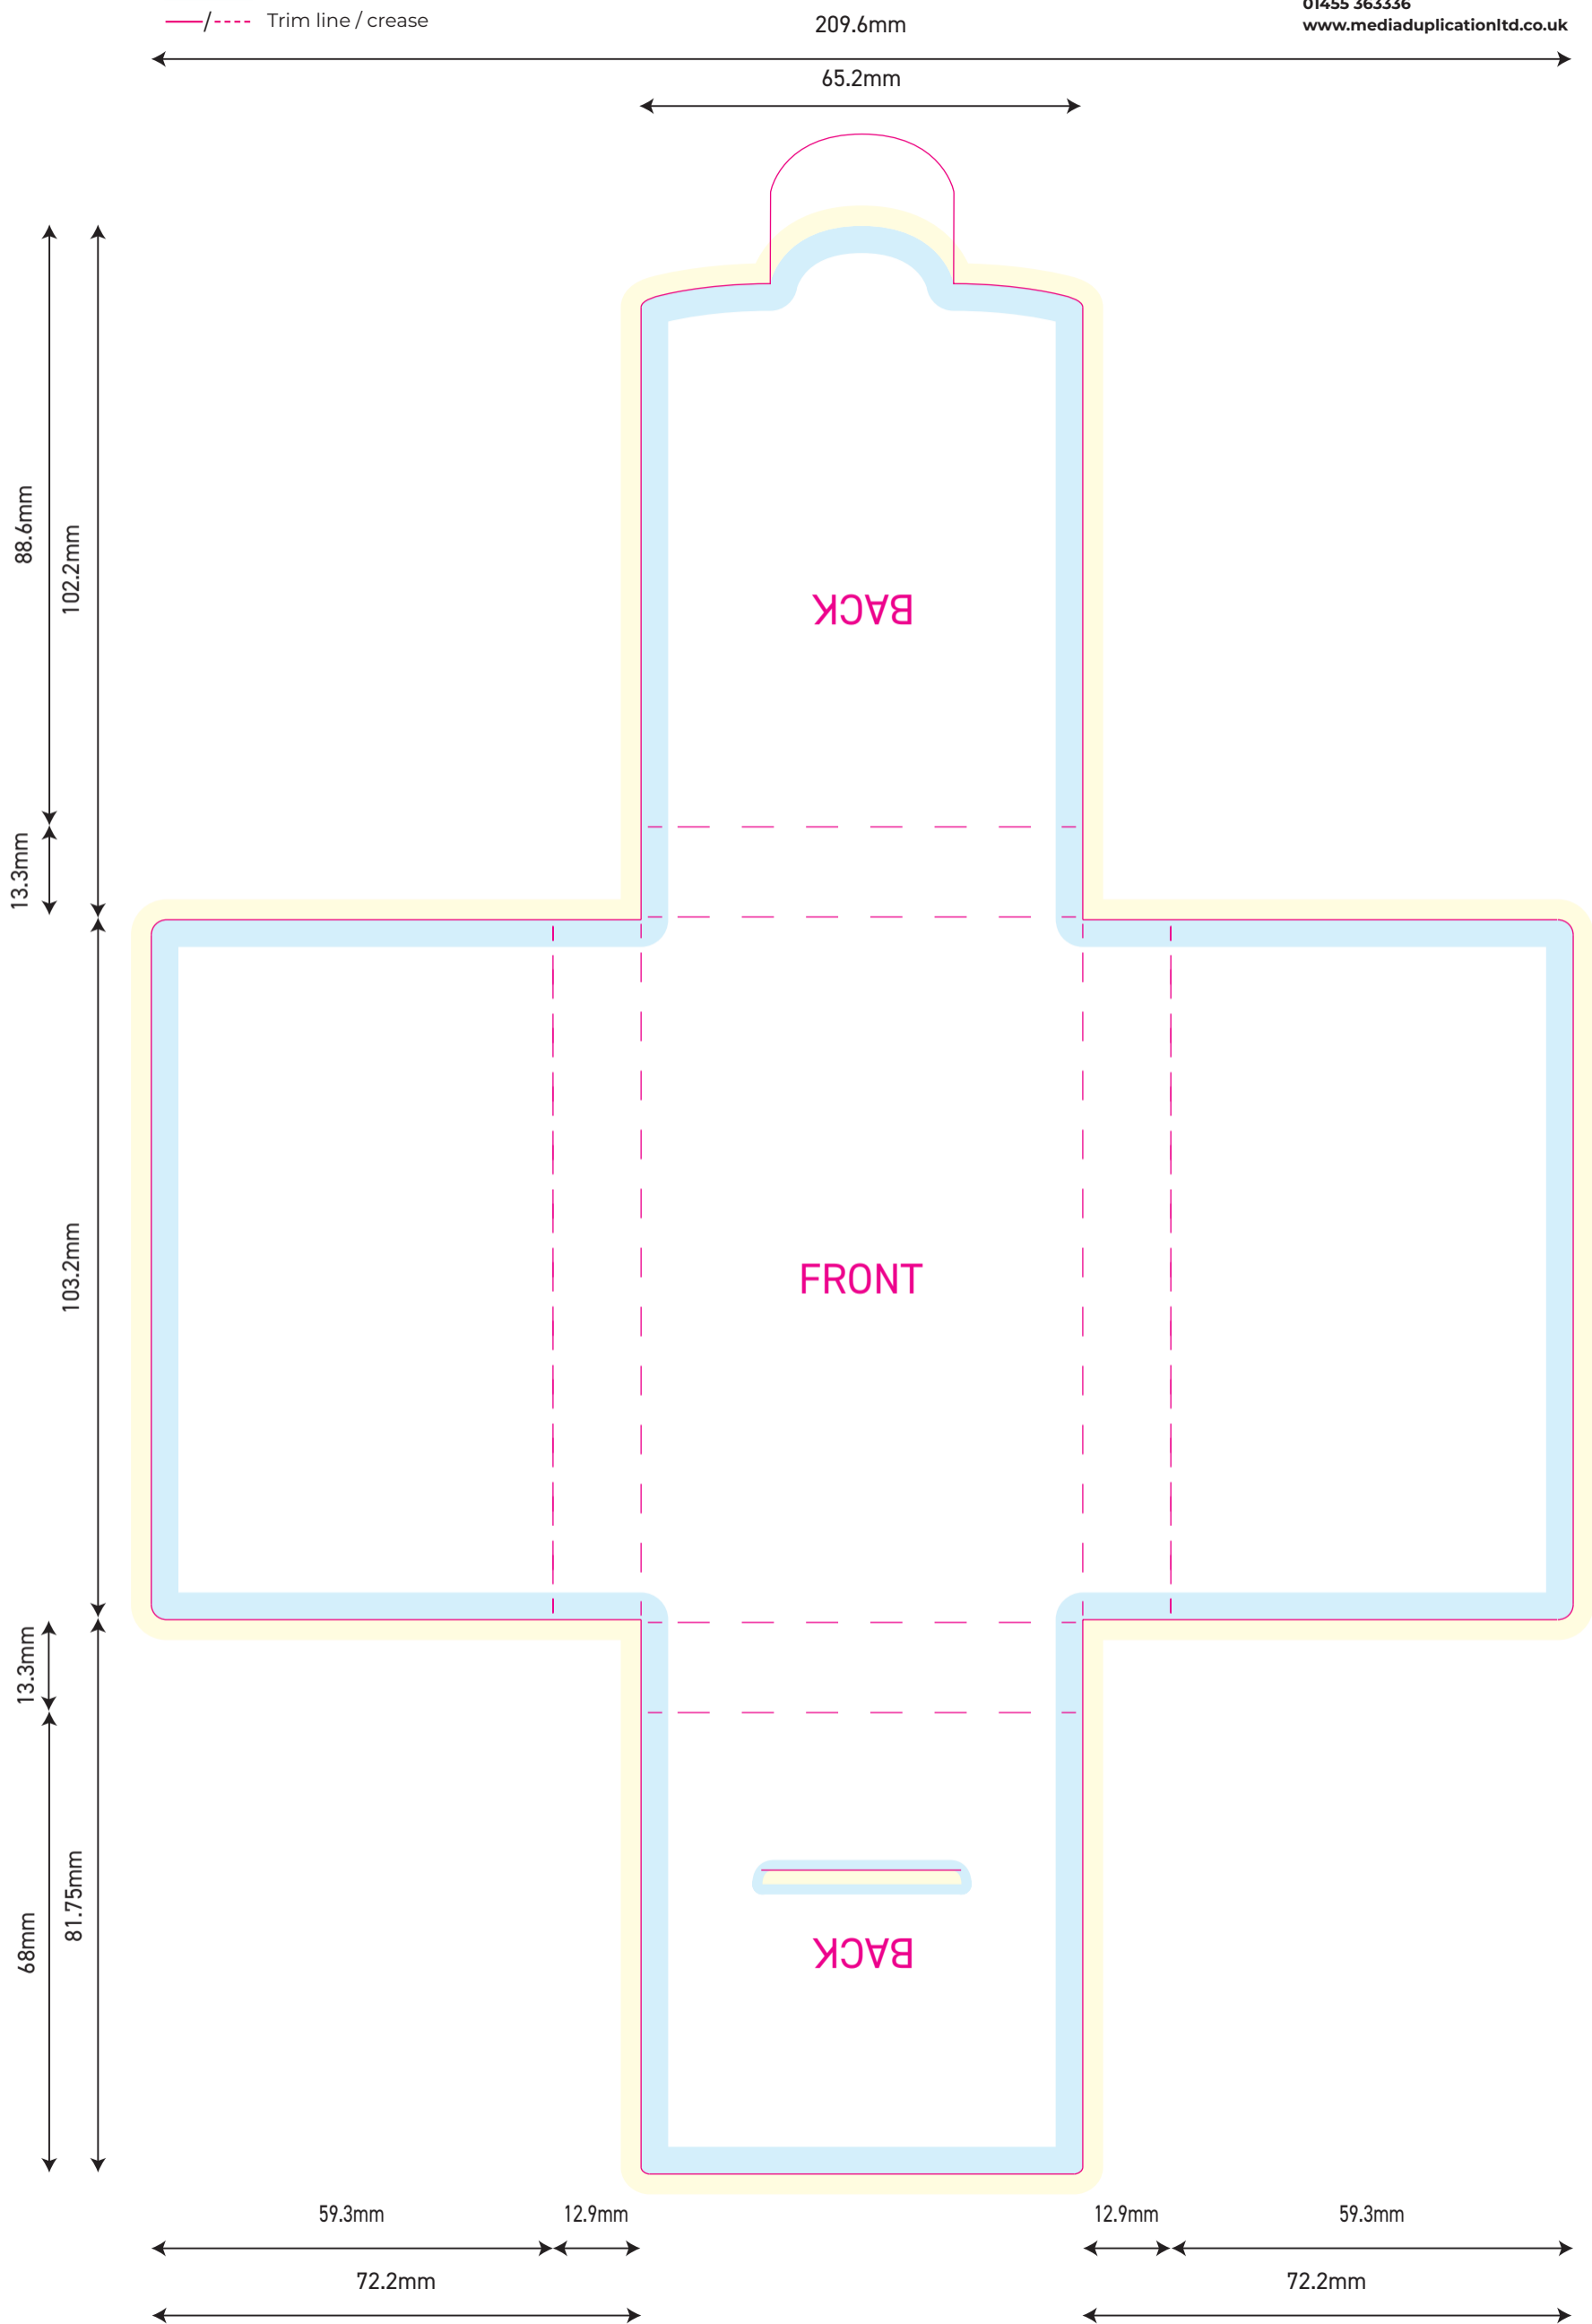 01455 363336
Trim line / crease
www.mediaduplicationltd.co.uk
209.6mm
65.2mm
88.6mm
102.2mm
BACK
13.3mm
103.2mm
FRONT
13.3mm
81.75mm
68mm
BACK
59.3mm
12.9mm
12.9mm
59.3mm
72.2mm
72.2mm